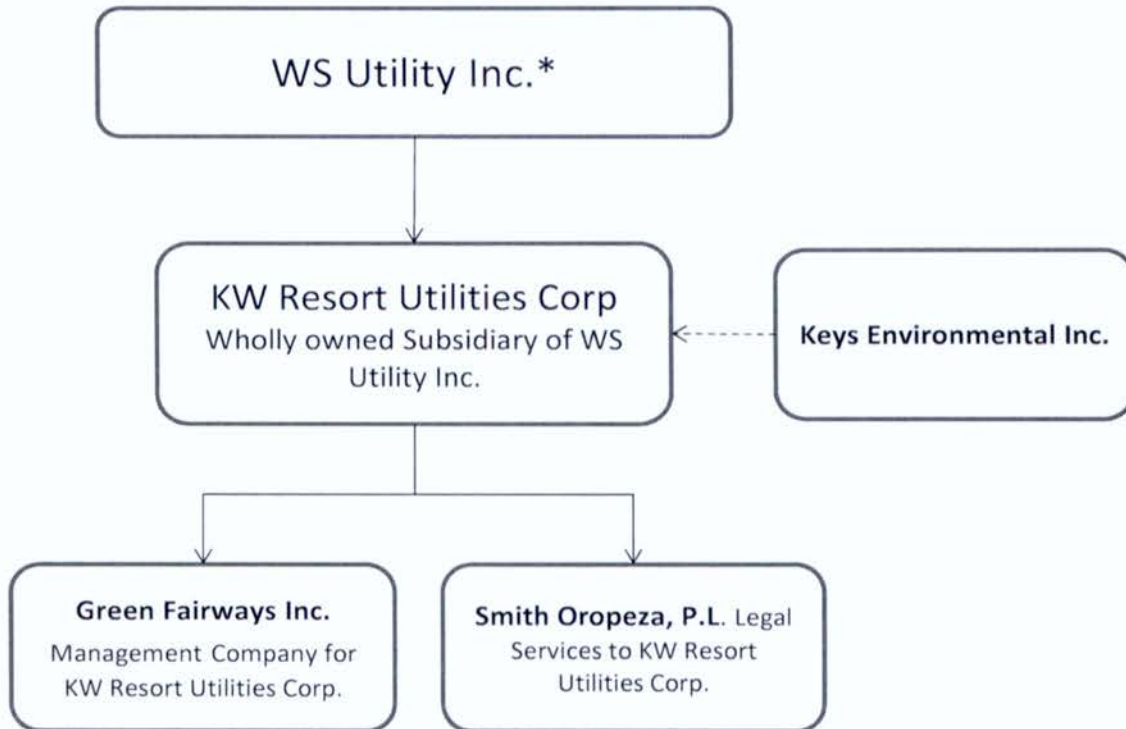 WS Utility Inc.*
KW Resort Utilities Corp
Wholly owned Subsidiary of WS
Utility Inc.
Keys Environmental Inc.
Green Fairways Inc.
Management Company for
KW Resort Utilities Corp.
Smith Oropeza, P.L. Legal
Services to KW Resort
Utilities Corp.